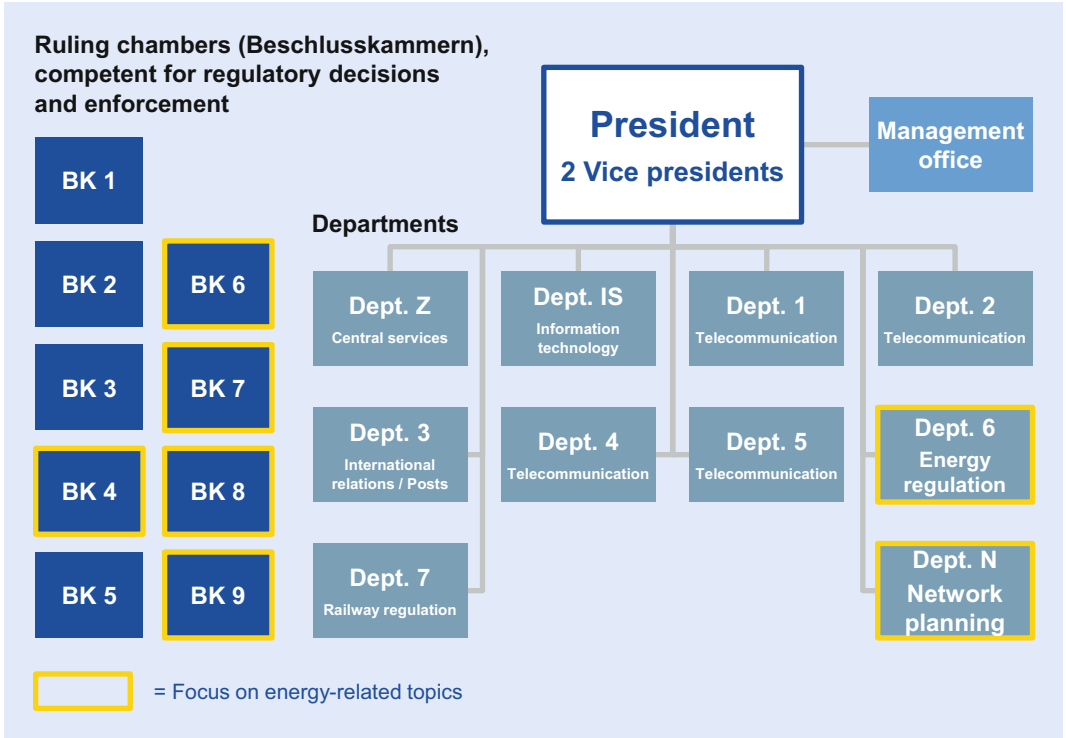 Ruling chambers (Beschlusskammern),
competent for regulatory decisions
and enforcement
BK 1
BK 2
BK 6
BK 3
BK 7
BK 4
BK 8
BK 5
BK 9
President
2 Vice presidents
Management
office
Departments
Dept. Z
Central services
Dept. IS
Information
technology
Dept. 1
Telecommunication
Dept. 2
Telecommunication
Dept. 3
International
relations / Posts
Dept. 4
Telecommunication
Dept. 5
Telecommunication
Dept. 6
Energy
regulation
Dept. 7
Railway regulation
Dept. N
Network
planning
= Focus on energy-related topics